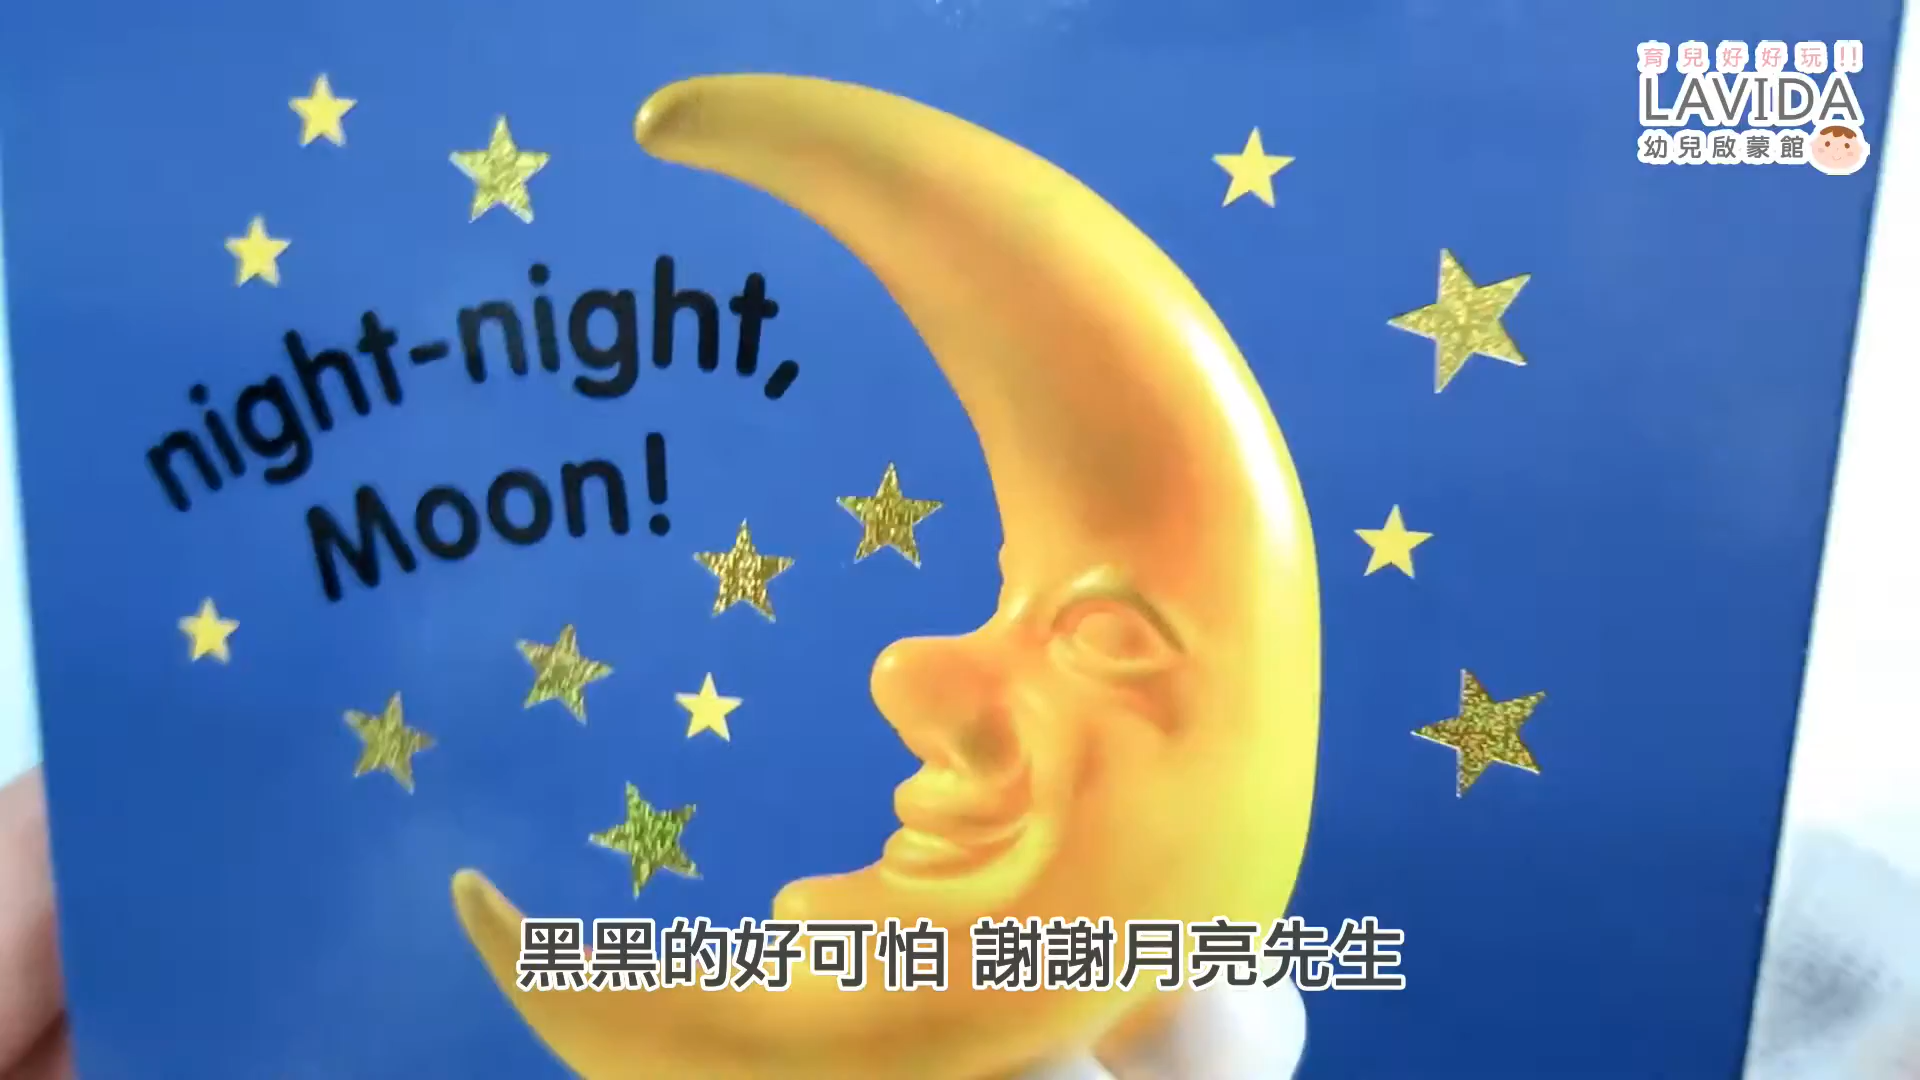 育兒好好玩!!
LAVIDA
幼兒啟蒙館
night-night,
Moon!
黑黑的好可怕 謝謝月亮先生